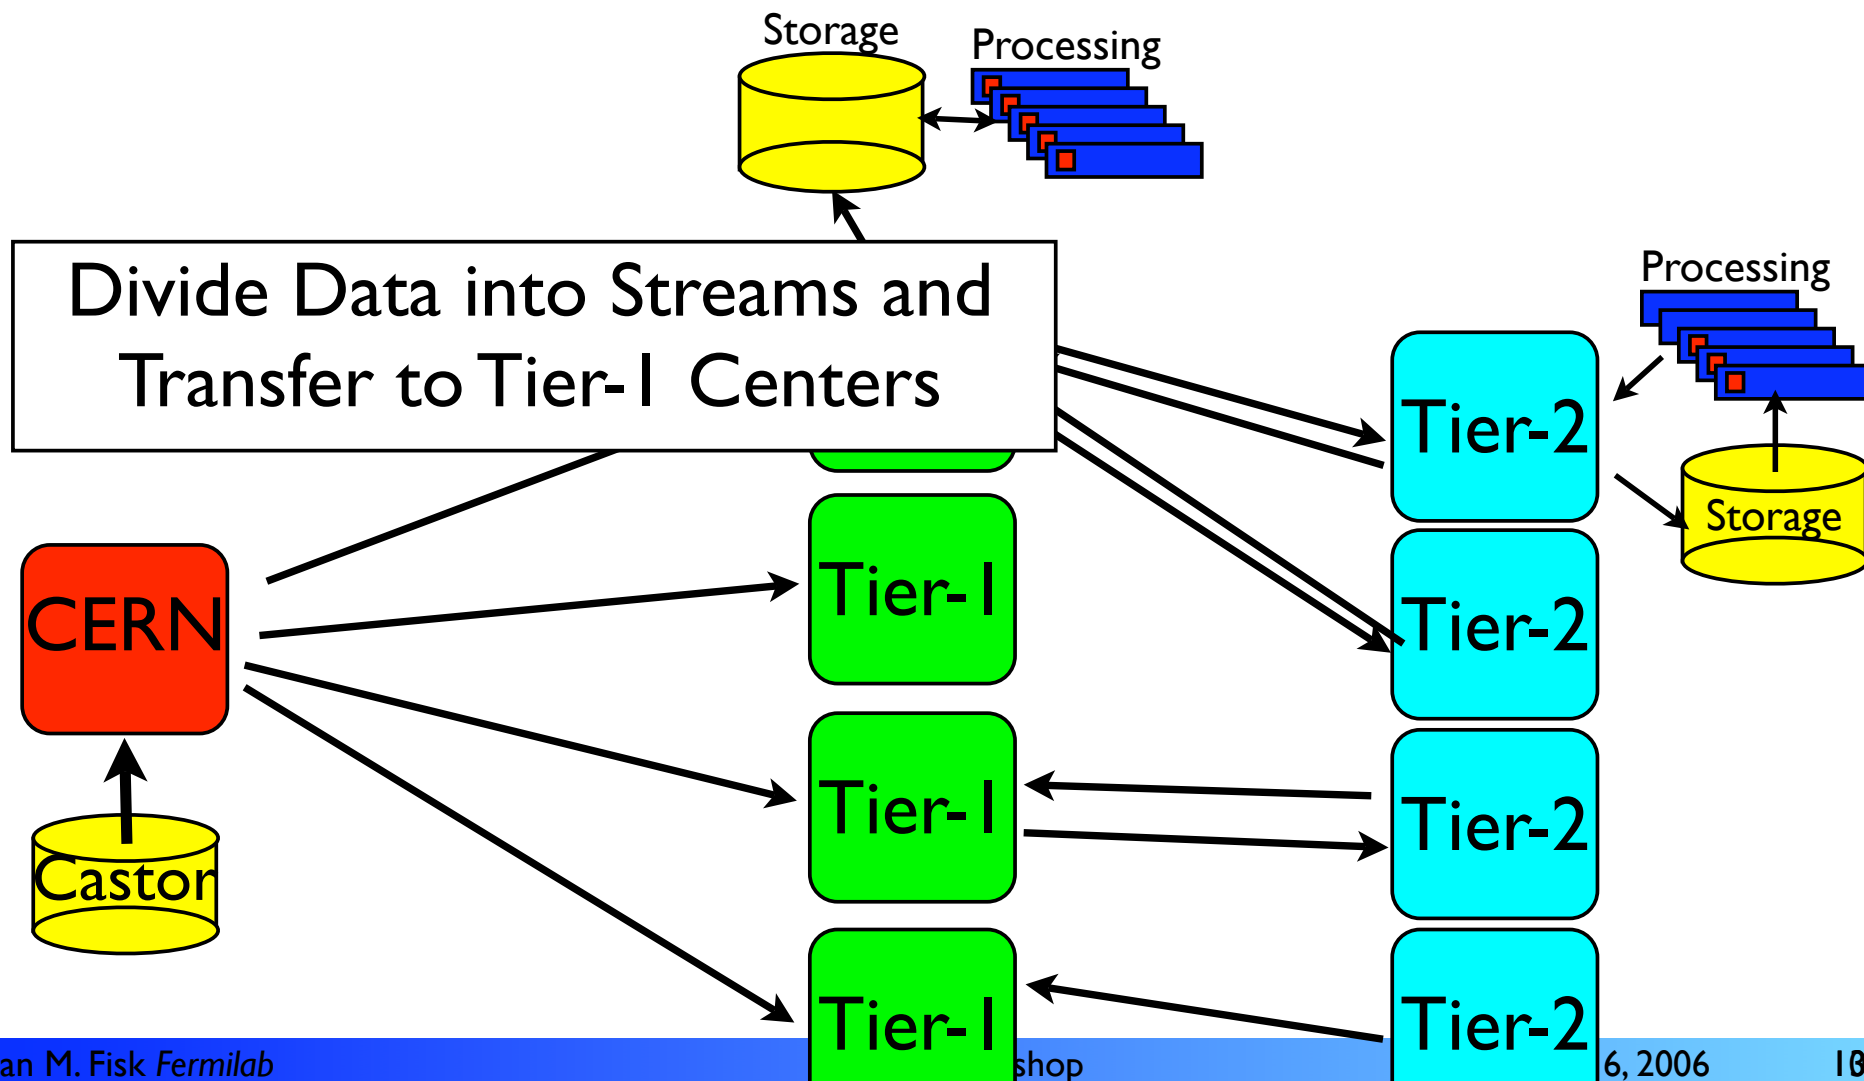 Storage
Processing
Divide Data into Streams and
Transfer to Tier-1 Centers
Processing
Tier-2
Storage
Tier-1
CERN
Tier-2
Tier-1
Tier-2
Castor
Tier-1
Tier-2
an M. Fisk Fermilab
shop
6, 2006